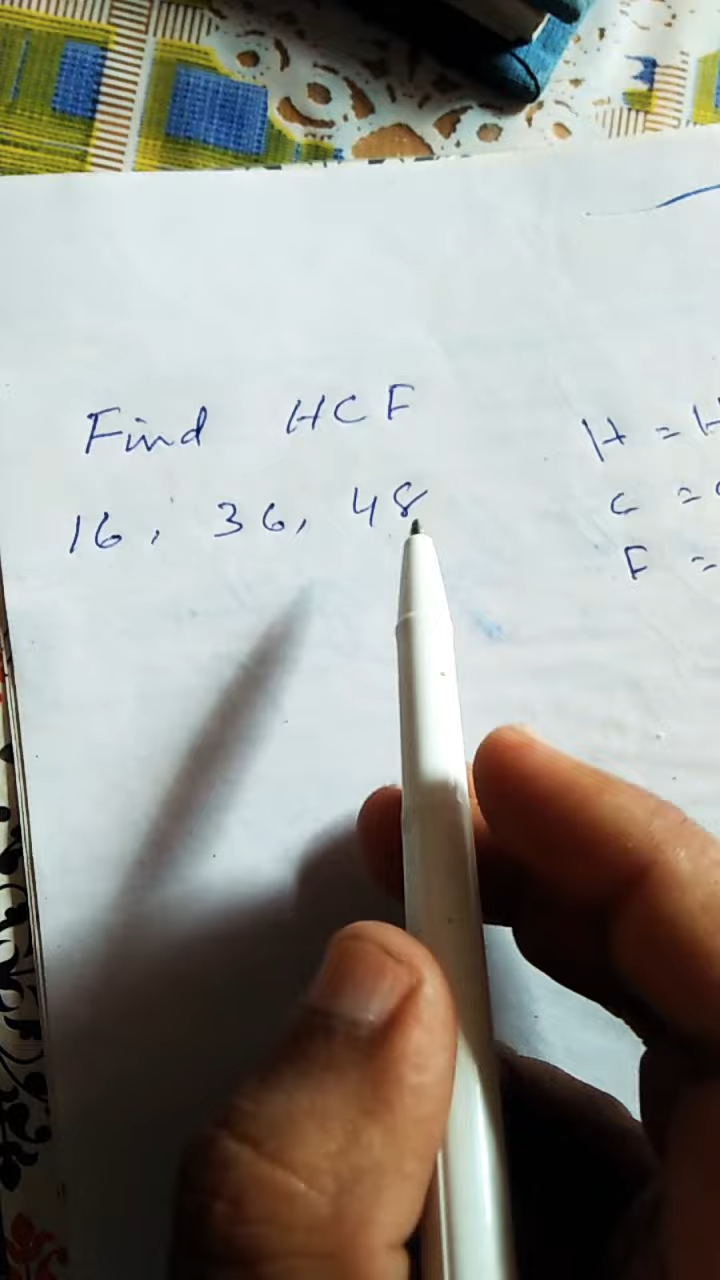 Find HCF
16, 36, 48
H = H
C =
F =